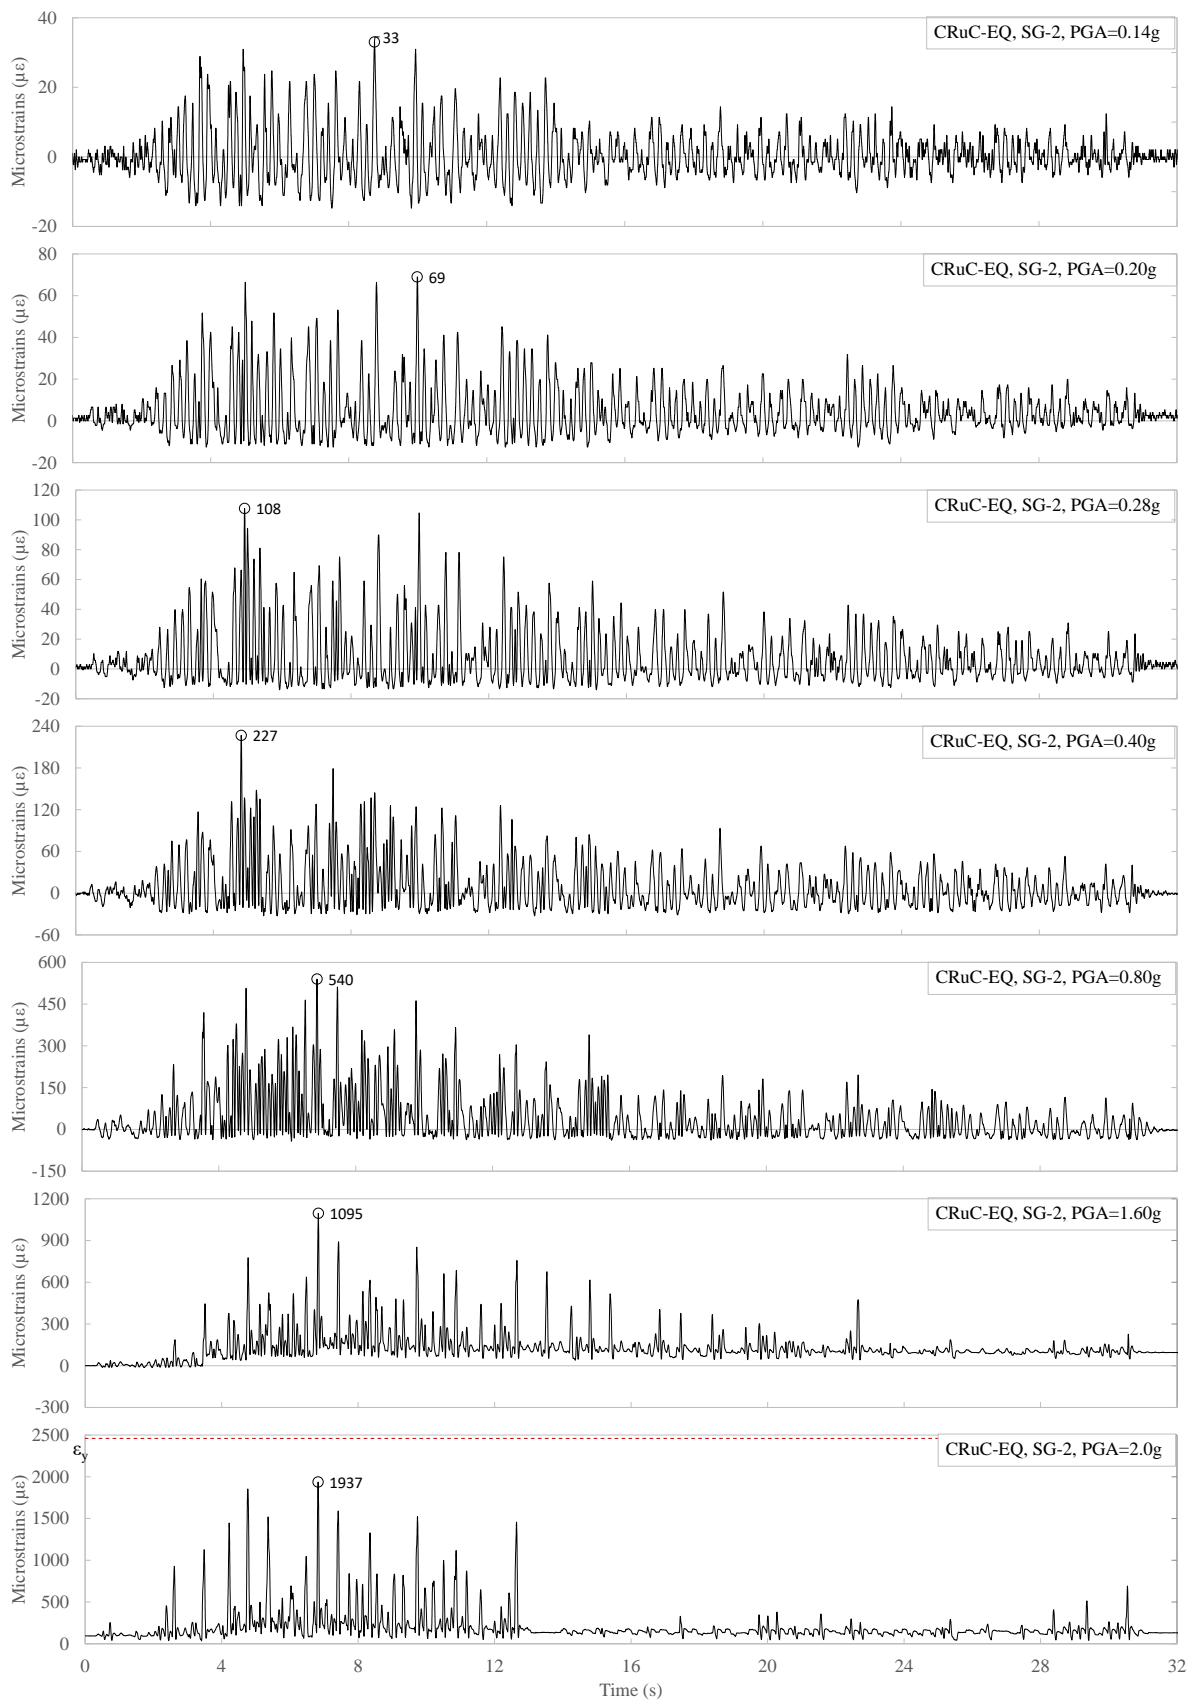 40
CRuC-EQ, SG-2, PGA=0.14g
33
20
0
-20
Microstrains (με)
80
CRuC-EQ, SG-2, PGA=0.20g
69
60
40
20
0
-20
Microstrains (με)
120
CRuC-EQ, SG-2, PGA=0.28g
108
100
80
60
40
20
0
-20
Microstrains (με)
240
CRuC-EQ, SG-2, PGA=0.40g
227
180
120
60
0
-60
Microstrains (με)
600
CRuC-EQ, SG-2, PGA=0.80g
540
450
300
150
0
-150
Microstrains (με)
1200
CRuC-EQ, SG-2, PGA=1.60g
1095
900
600
300
0
-300
Microstrains (με)
2500
εy
CRuC-EQ, SG-2, PGA=2.0g
1937
2000
1500
1000
500
0
Microstrains (με)
0 4 8 12 16 20 24 28 32
Time (s)